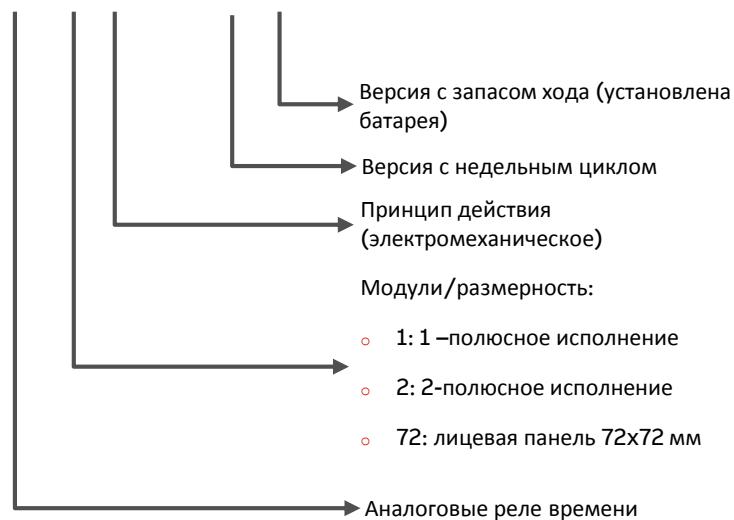 Версия с запасом хода (установлена
батарея)
Версия с недельным циклом
Принцип действия
(электромеханическое)
Модули/размерность:
1: 1 –полюсное исполнение
2: 2-полюсное исполнение
72: лицевая панель 72x72 мм
Аналоговые реле времени